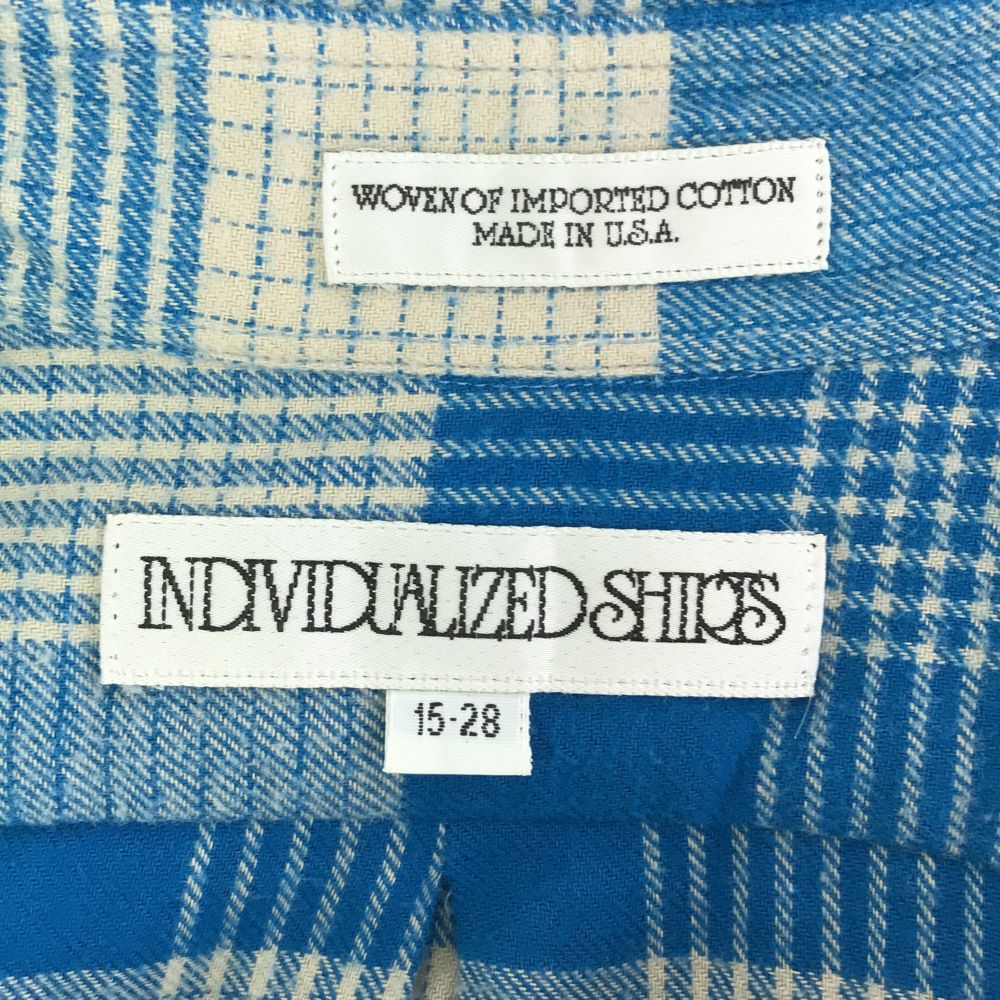 WOVEN OF IMPORTED COTTON
MADE IN U.S.A.
INDIVIDUALIZED SHIRTS
15-28